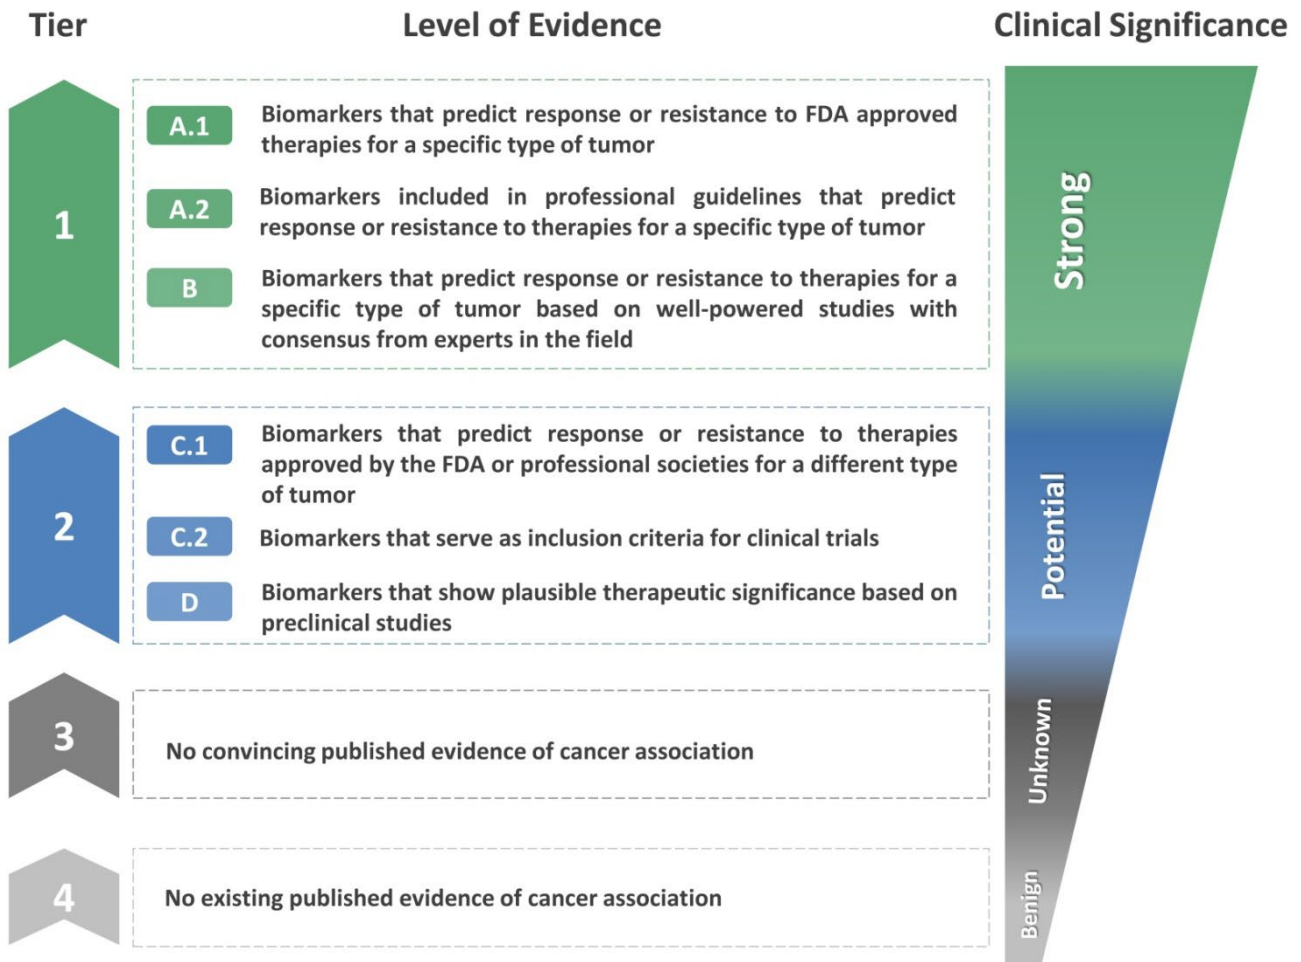 Tier
Level of Evidence
Clinical Significance
1
A.1
Biomarkers that predict response or resistance to FDA approved
therapies for a specific type of tumor
A.2
Biomarkers included in professional guidelines that predict
response or resistance to therapies for a specific type of tumor
B
Biomarkers that predict response or resistance to therapies for a
specific type of tumor based on well-powered studies with
consensus from experts in the field
Strong
2
C.1
Biomarkers that predict response or resistance to therapies
approved by the FDA or professional societies for a different type
of tumor
C.2
Biomarkers that serve as inclusion criteria for clinical trials
D
Biomarkers that show plausible therapeutic significance based on
preclinical studies
Potential
3
No convincing published evidence of cancer association
Unknown
4
No existing published evidence of cancer association
Benign